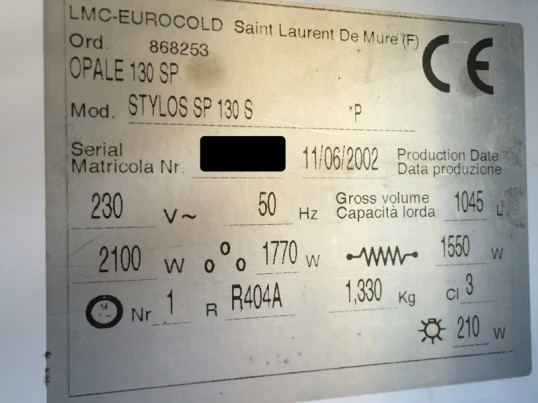 LMC-EUROCOLD Saint Laurent De Mure (F)
Ord. 868253
OPALE 130 SP
CE
Mod. STYLOS SP 130 S *P
Serial
Matricola Nr. 11/06/2002 Production Date
Data produzione
230 V~ 50 Hz Gross volume
Capacità lorda 1045 L
2100 W 1770 W 1550 W
Nr 1 R R404A 1,330 Kg Cl 3
210 W